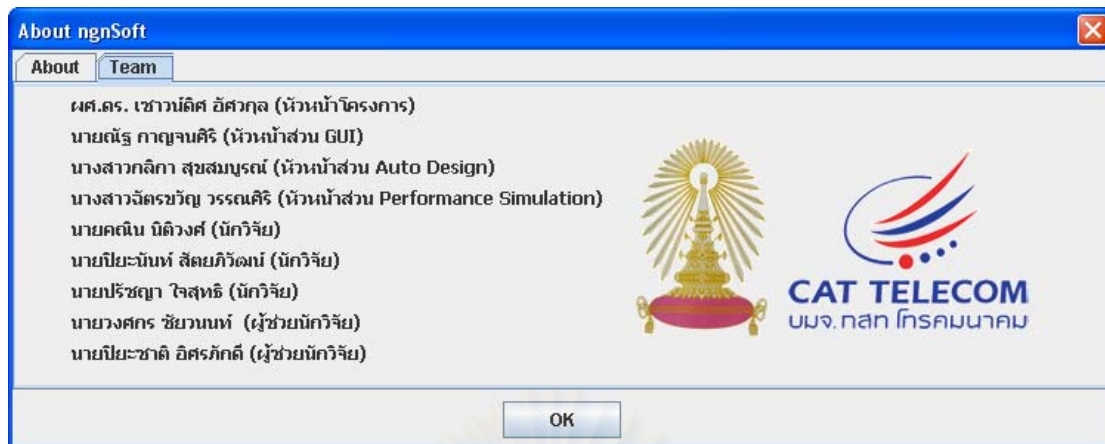 About ngnSoft
About Team
ผศ.ดร. เชาวน์ดิศ อัศวกุล (หัวหน้าโครงการ)
นายณัฐ กาญจนศิริ (หัวหน้าส่วน GUI)
นางสาวกลิกา สุขสมบูรณ์ (หัวหน้าส่วน Auto Design)
นางสาวฉัตรขวัญ วรรณศิริ (หัวหน้าส่วน Performance Simulation)
นายคณิน นิติวงศ์ (นักวิจัย)
นายปิยะนันท์ สัตยภิวัฒน์ (นักวิจัย)
นายปรัชญา ใจสุทธิ (นักวิจัย)
นายวงศกร ชัยวนนท์ (ผู้ช่วยนักวิจัย)
นายปิยะชาติ อิศรภักดี (ผู้ช่วยนักวิจัย)
CAT TELECOM
บมจ. กสท โทรคมนาคม
OK